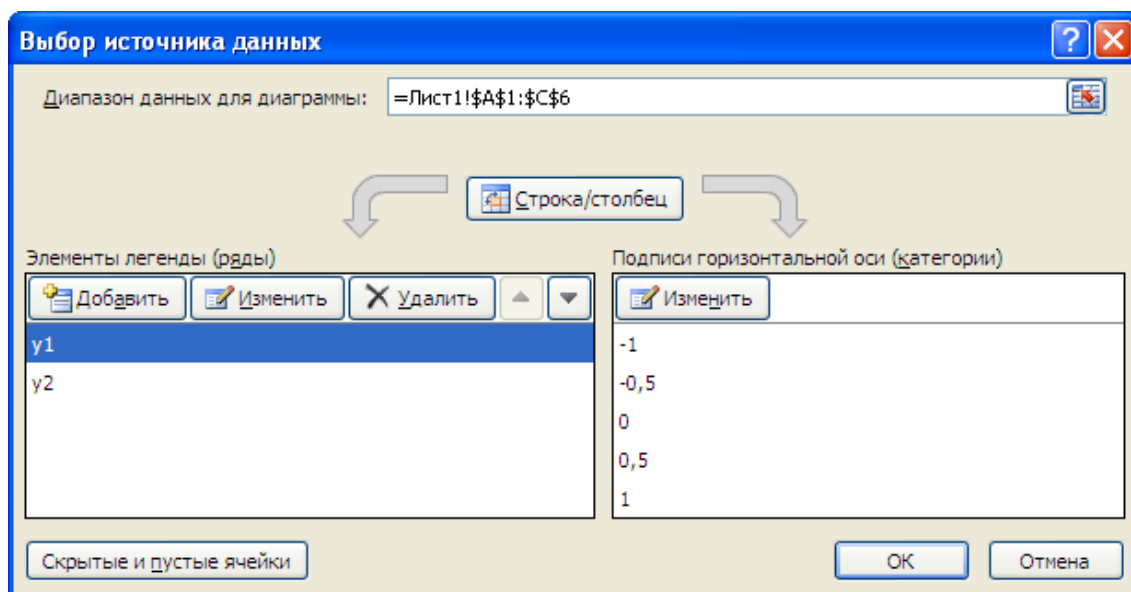 Выбор источника данных
Диапазон данных для диаграммы: =Лист1!$A$1:$C$6
Строка/столбец
Элементы легенды (ряды)
Добавить Изменить Удалить
y1
y2
Подписи горизонтальной оси (категории)
Изменить
-1
-0,5
0
0,5
1
Скрытые и пустые ячейки
ОК Отмена